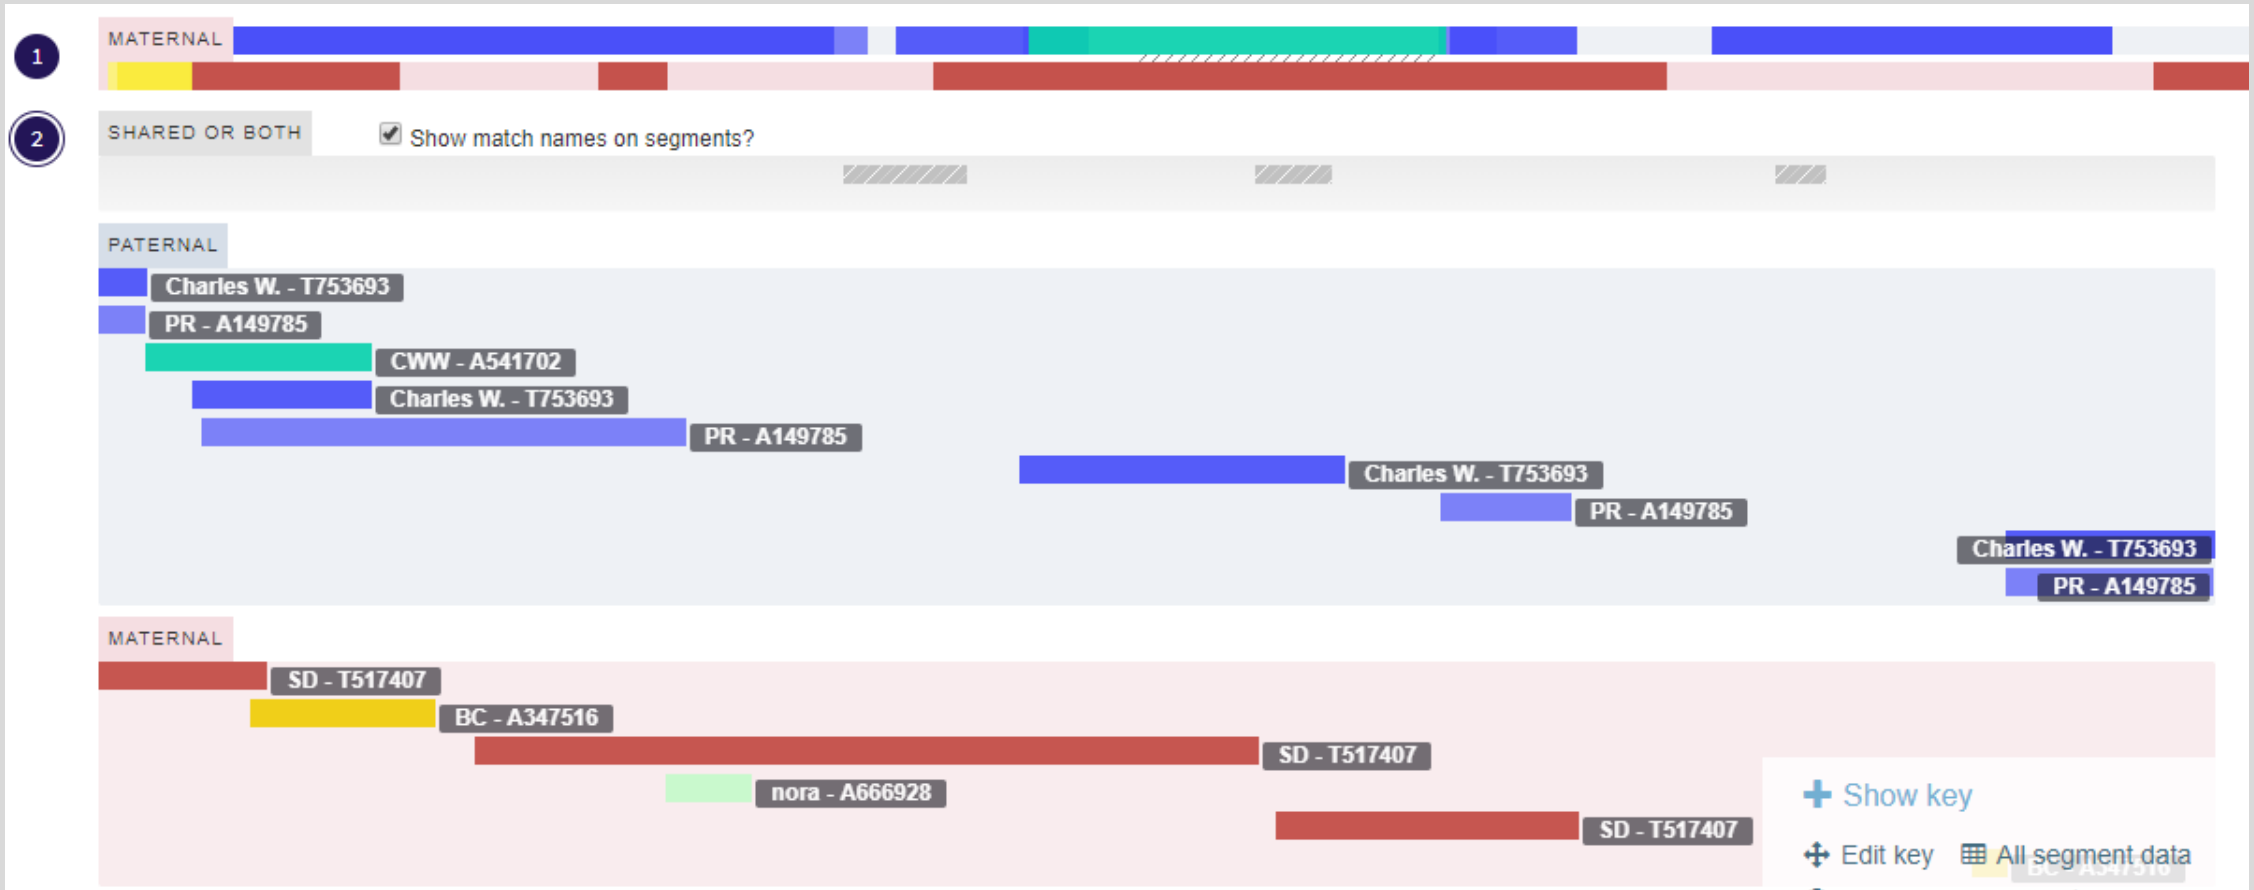 1
MATERNAL
2
SHARED OR BOTH
Show match names on segments?
PATERNAL
Charles W. - T753693
PR - A149785
CWW - A541702
Charles W. - T753693
PR - A149785
Charles W. - T753693
PR - A149785
Charles W. - T753693
PR - A149785
MATERNAL
SD - T517407
BC - A347516
SD - T517407
nora - A666928
SD - T517407
Show key
Edit key All segment data
BC - A347516